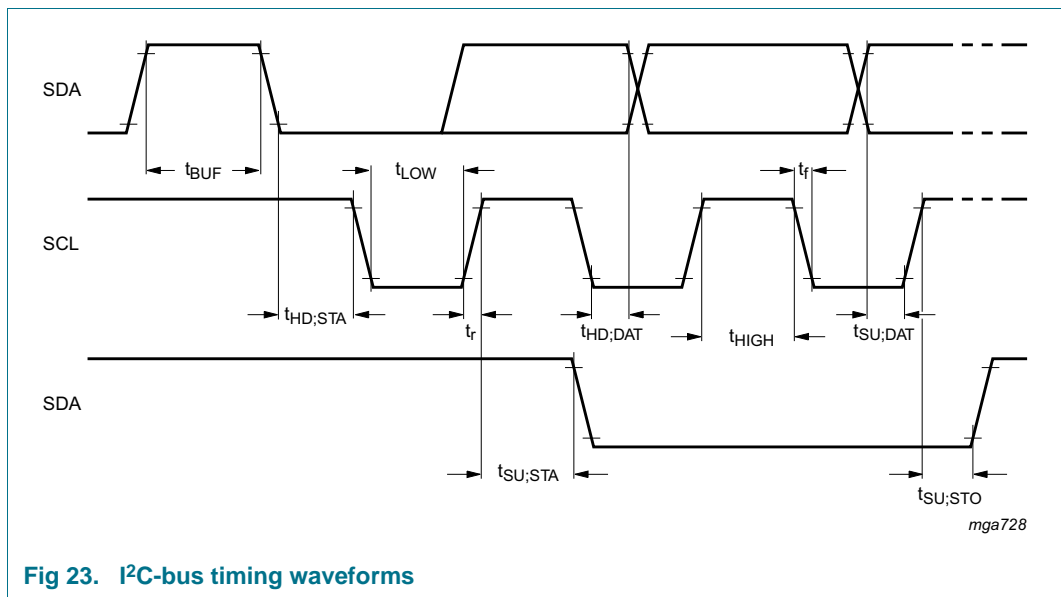 SDA
tBUF
tLOW
tf
SCL
tHD;STA
tr
tHD;DAT
tHIGH
tSU;DAT
SDA
tSU;STA
tSU;STO
mga728
Fig 23. I²C-bus timing waveforms